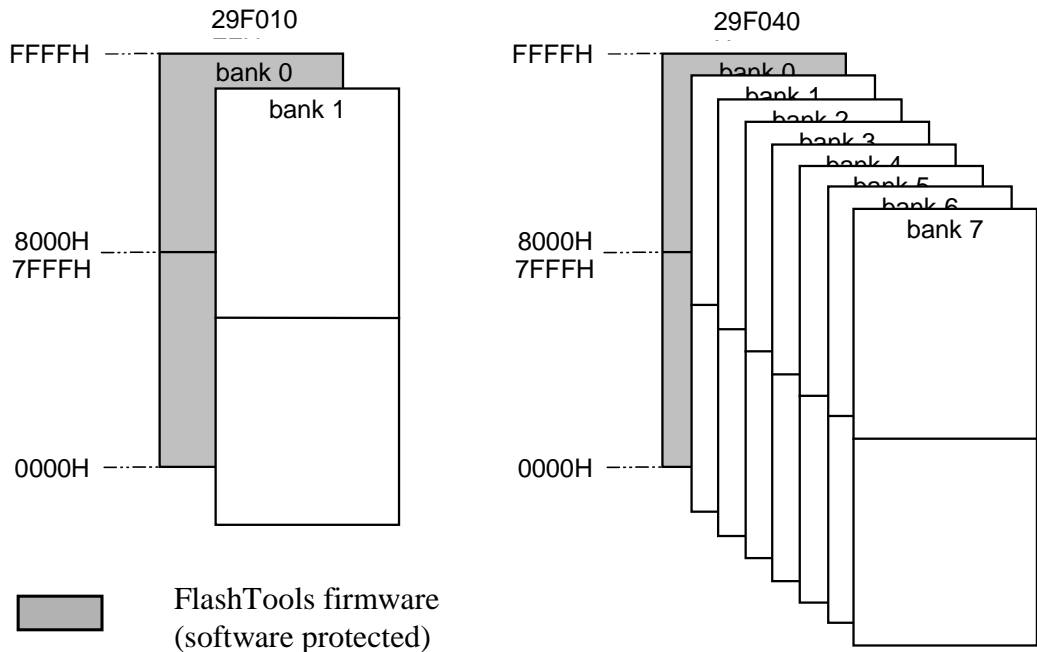 29F010
FFFFH
bank 0
bank 1
8000H
7FFFH
0000H
29F040
FFFFH
bank 0
bank 1
bank 2
bank 3
bank 4
bank 5
bank 6
bank 7
8000H
7FFFH
0000H
FlashTools firmware
(software protected)